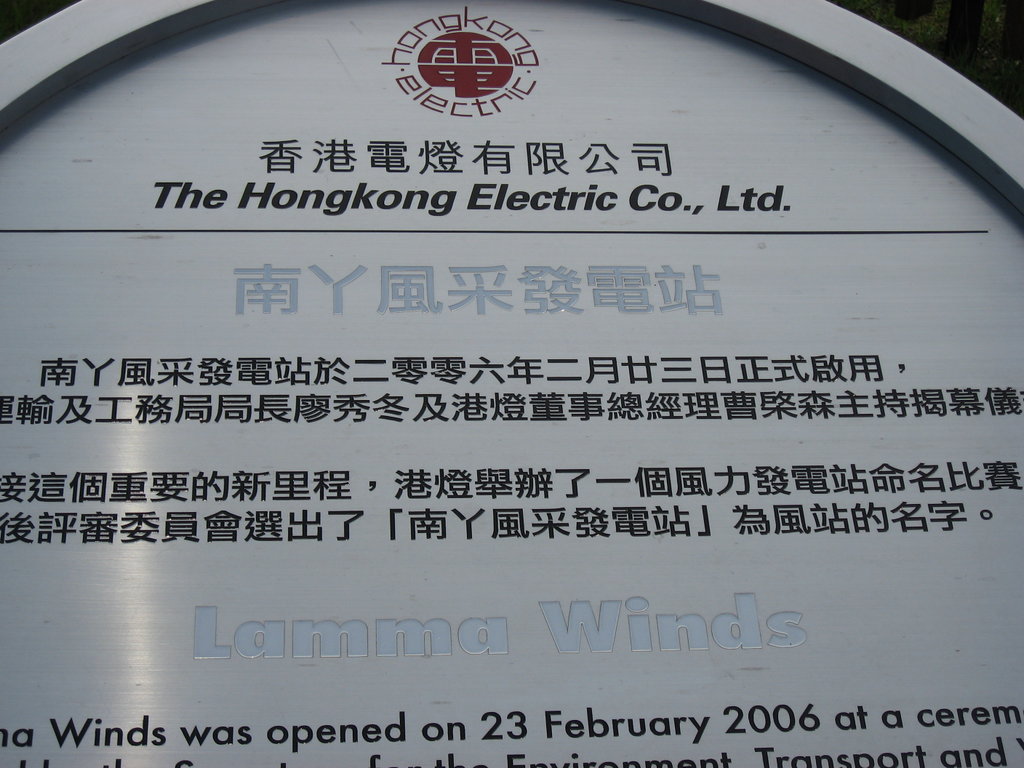 hongkong electric
電
香港電燈有限公司
The Hongkong Electric Co., Ltd.
南丫風采發電站
南丫風采發電站於二零零六年二月廿三日正式啟用，
運輸及工務局局長廖秀冬及港燈董事總經理曹棨森主持揭幕儀
接這個重要的新里程，港燈舉辦了一個風力發電站命名比賽
後評審委員會選出了「南丫風采發電站」為風站的名字。
Lamma Winds
Winds was opened on 23 February 2006 at a
for the Environment, Transport and